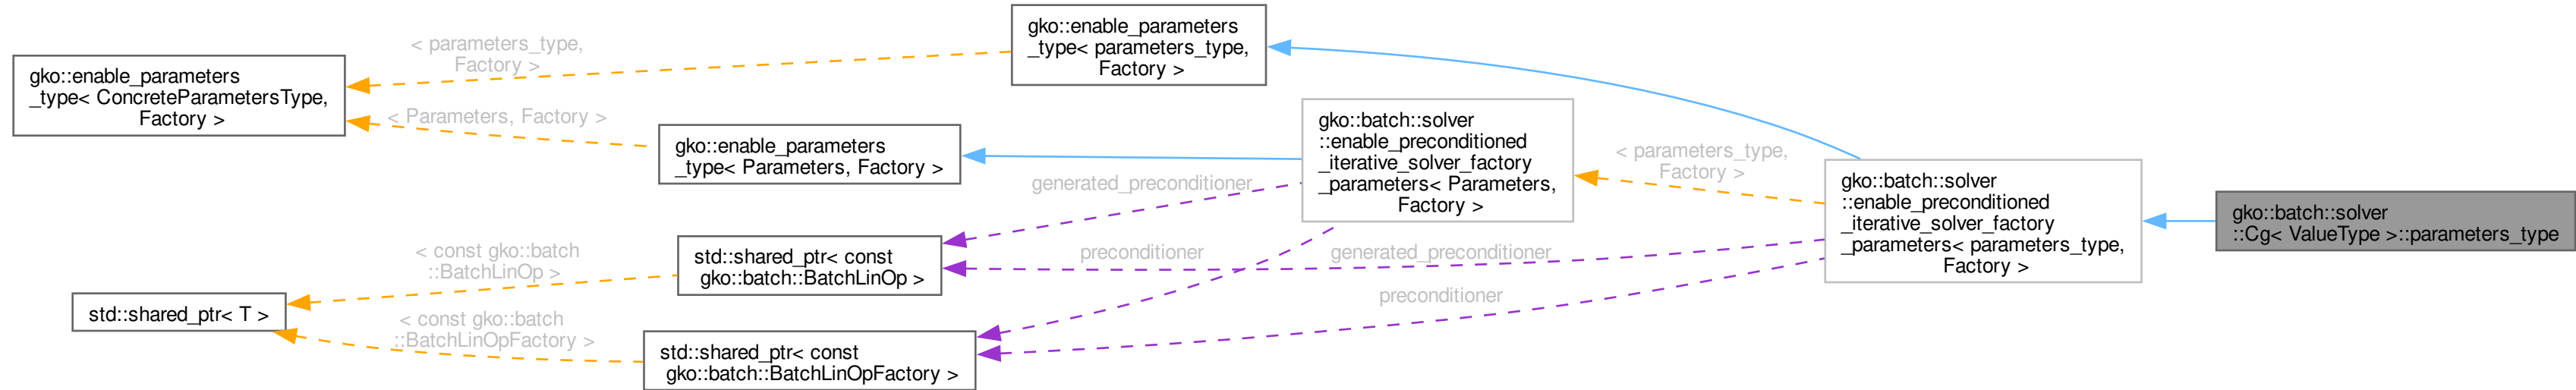 gko::enable_parameters
_type< ConcreteParametersType,
Factory >
< parameters_type,
Factory >
< Parameters, Factory >
gko::enable_parameters
_type< parameters_type,
Factory >
gko::enable_parameters
_type< Parameters, Factory >
gko::batch::solver
::enable_preconditioned
_iterative_solver_factory
_parameters< Parameters,
Factory >
< parameters_type,
Factory >
gko::batch::solver
::enable_preconditioned
_iterative_solver_factory
_parameters< parameters_type,
Factory >
gko::batch::solver
::Cg< ValueType >::parameters_type
generated_preconditioner
preconditioner
generated_preconditioner
preconditioner
std::shared_ptr< const
gko::batch::BatchLinOp >
< const gko::batch
::BatchLinOp >
std::shared_ptr< T >
< const gko::batch
::BatchLinOpFactory >
std::shared_ptr< const
gko::batch::BatchLinOpFactory >